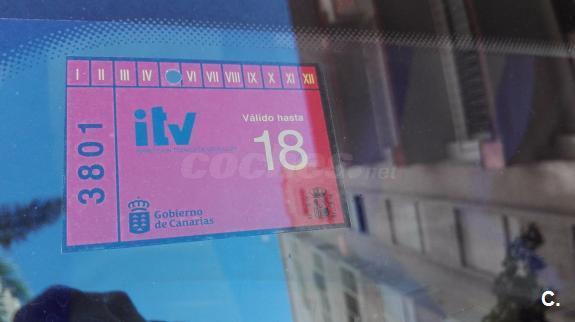 I II III IV VI VII VIII IX X XI XII
3801
itv
Válido hasta
18
coches.net
Gobierno
de Canarias
C.